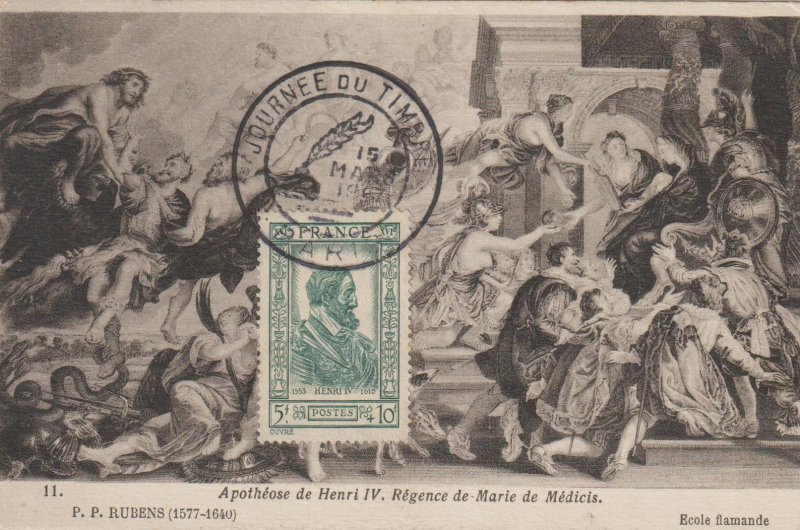 JOURNEE DU TIMBRE
15
PARIS
FRANCE
1553 HENRI IV 1610
5F POSTES +10F
OUVRÉ
11.
Apothéose de Henri IV. Régence de Marie de Médicis.
P. P. RUBENS (1577-1640)
Ecole flamande